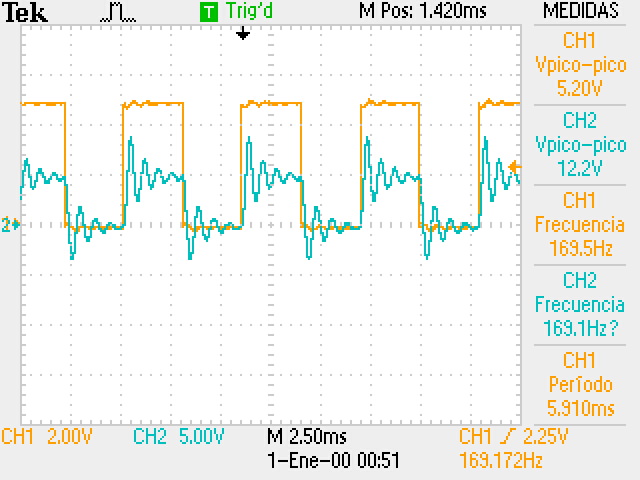 Tek
T Trig'd
M Pos: 1.420ms
MEDIDAS
CH1
Vpico-pico
5.20V
CH2
Vpico-pico
12.2V
CH1
Frecuencia
169.5Hz
CH2
Frecuencia
169.1Hz?
CH1
Período
5.910ms
2
CH1 2.00V
CH2 5.00V
M 2.50ms
CH1 2.25V
1-Ene-00 00:51
169.172Hz